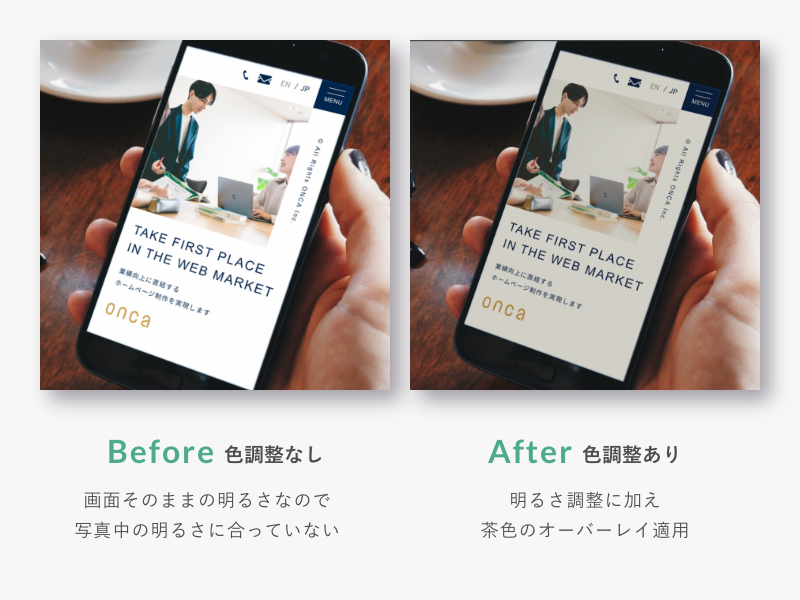 EN / JP
MENU
© All Rights ONCA Inc.
TAKE FIRST PLACE
IN THE WEB MARKET
業績向上に直結する
ホームページ制作を実現します
onca
EN / JP
MENU
© All Rights ONCA Inc.
TAKE FIRST PLACE
IN THE WEB MARKET
業績向上に直結する
ホームページ制作を実現します
onca
Before 色調整なし
画面そのままの明るさなので
写真中の明るさに合っていない
After 色調整あり
明るさ調整に加え
茶色のオーバーレイ適用